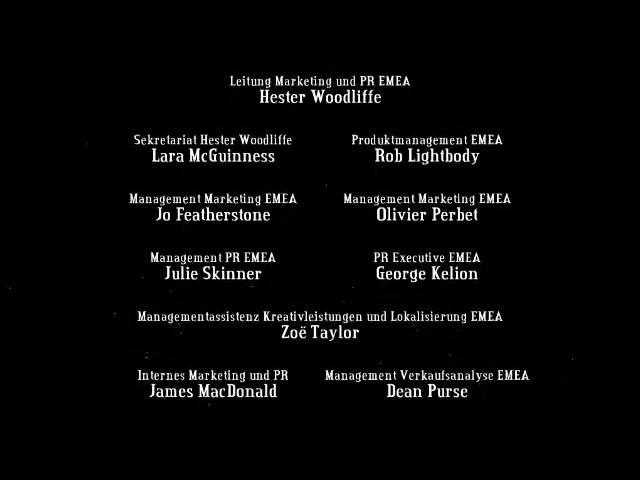 Leitung Marketing und PR EMEA
Hester Woodliffe
Sekretariat Hester Woodliffe
Lara McGuinness
Produktmanagement EMEA
Rob Lightbody
Management Marketing EMEA
Jo Featherstone
Management Marketing EMEA
Olivier Perbet
Management PR EMEA
Julie Skinner
PR Executive EMEA
George Kelion
Managementassistenz Kreativleistungen und Lokalisierung EMEA
Zoë Taylor
Internes Marketing und PR
James MacDonald
Management Verkaufsanalyse EMEA
Dean Purse